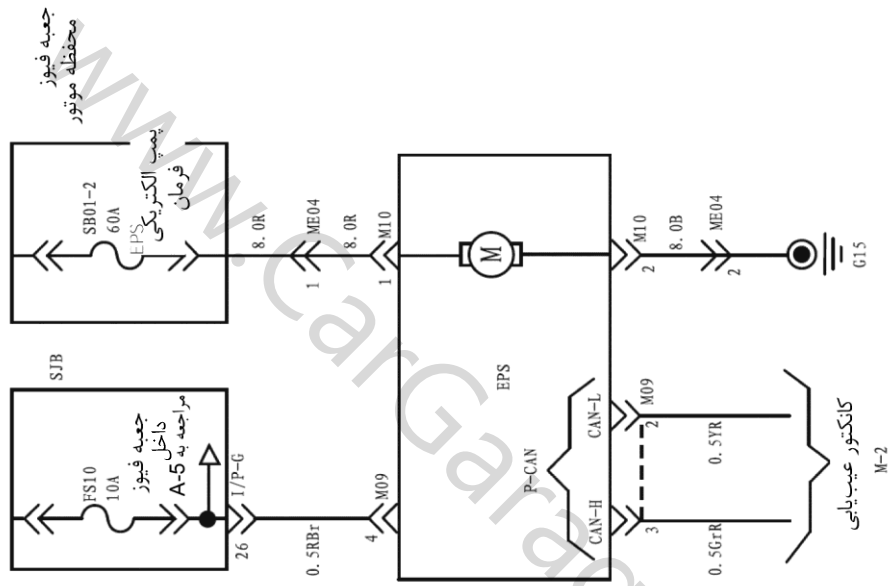 www.CarGarag
جعبه فیوز
محفظه موتور
SB01-2
60A
EPS
پمپ الکتریکی
فرمان
8.0R
ME04
1
8.0R
M10
1
M
M10
2
8.0B
ME04
2
G15
SJB
FS10
10A
جعبه فیوز
داخل
مراجعه به A-5
I/P-G
26
0.5RBr
M09
4
EPS
P-CAN
CAN-H
CAN-L
M09
3
2
0.5GrR
0.5YR
کانکتور عیب‌یابی
M-2